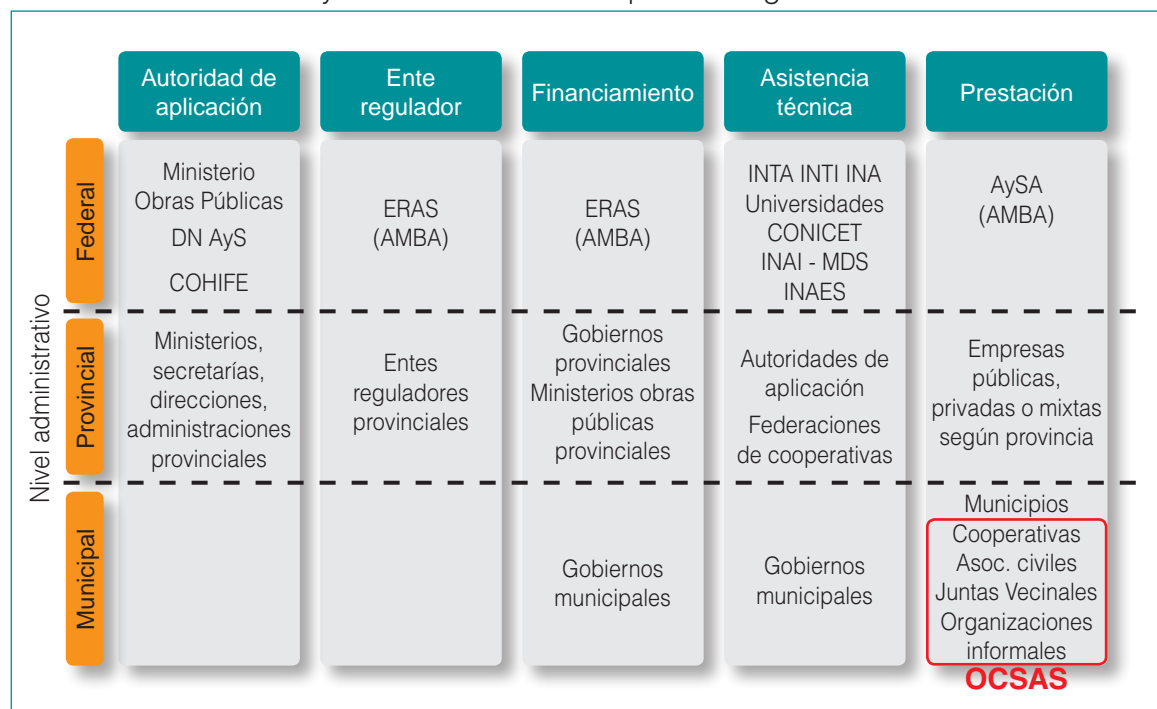 Autoridad de
aplicación
Ente
regulador
Financiamiento
Asistencia
técnica
Prestación
Nivel administrativo
Federal
Ministerio
Obras Públicas
DN AyS
COHIFE
ERAS
(AMBA)
ERAS
(AMBA)
INTA INTI INA
Universidades
CONICET
INAI - MDS
INAES
AySA
(AMBA)
Provincial
Ministerios,
secretarías,
direcciones,
administraciones
provinciales
Entes
reguladores
provinciales
Gobiernos
provinciales
Ministerios obras
públicas
provinciales
Autoridades de
aplicación
Federaciones
de cooperativas
Empresas
públicas,
privadas o mixtas
según provincia
Municipal
Gobiernos
municipales
Gobiernos
municipales
Municipios
Cooperativas
Asoc. civiles
Juntas Vecinales
Organizaciones
informales
OCSAS